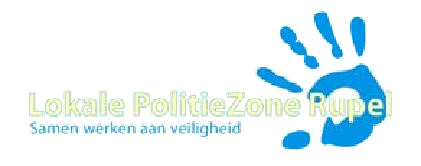 Lokale PolitieZone Rupel
Samen werken aan veiligheid